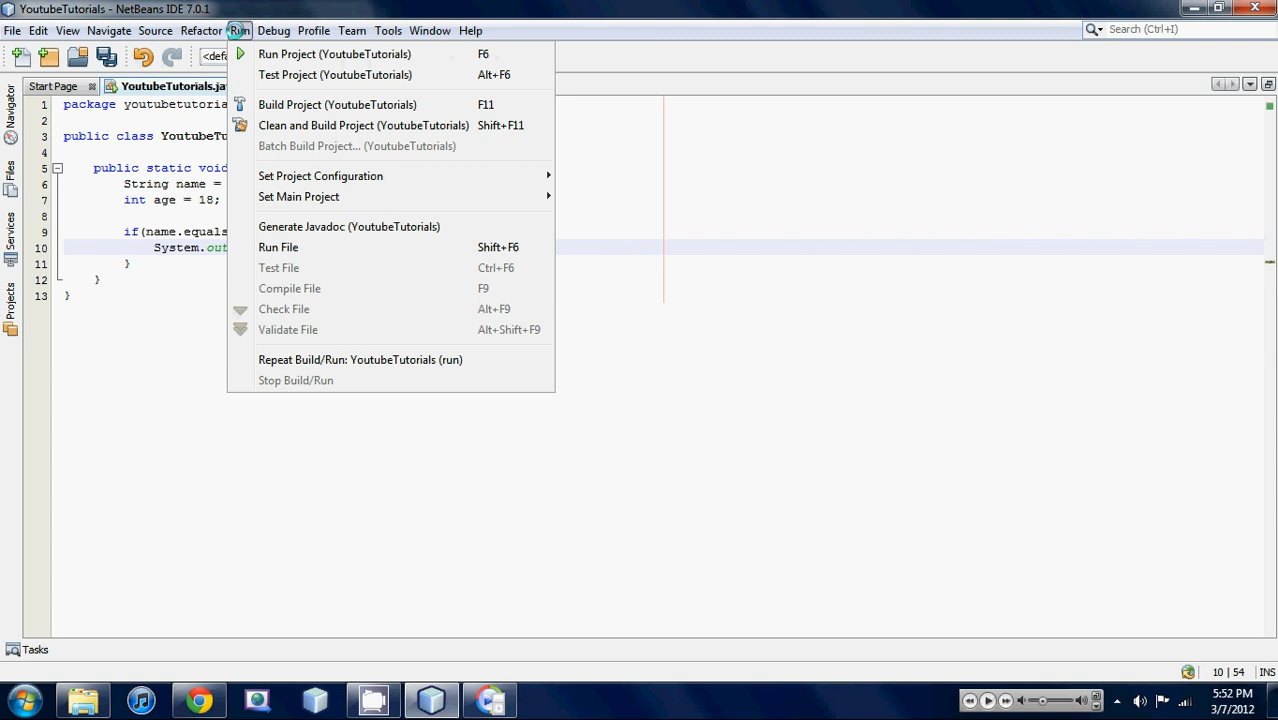 YoutubeTutorials - NetBeans IDE 7.0.1
File Edit View Navigate Source Refactor Run Debug Profile Team Tools Window Help
Search (Ctrl+I)
<def
Start Page
YoutubeTutorials.jav
Run Project (YoutubeTutorials) F6
Test Project (YoutubeTutorials) Alt+F6
Build Project (YoutubeTutorials) F11
Clean and Build Project (YoutubeTutorials) Shift+F11
Batch Build Project... (YoutubeTutorials)
Set Project Configuration
Set Main Project
Generate Javadoc (YoutubeTutorials)
Run File Shift+F6
Test File Ctrl+F6
Compile File F9
Check File Alt+F9
Validate File Alt+Shift+F9
Repeat Build/Run: YoutubeTutorials (run)
Stop Build/Run
Navigator
Files
Services
Projects
1 package youtubetutoria
2
3 public class YoutubeTu
4
5 public static void
6 String name =
7 int age = 18;
8
9 if(name.equals
10 System.out
11 }
12 }
13 }
Tasks
10 | 54 INS
5:52 PM
3/7/2012